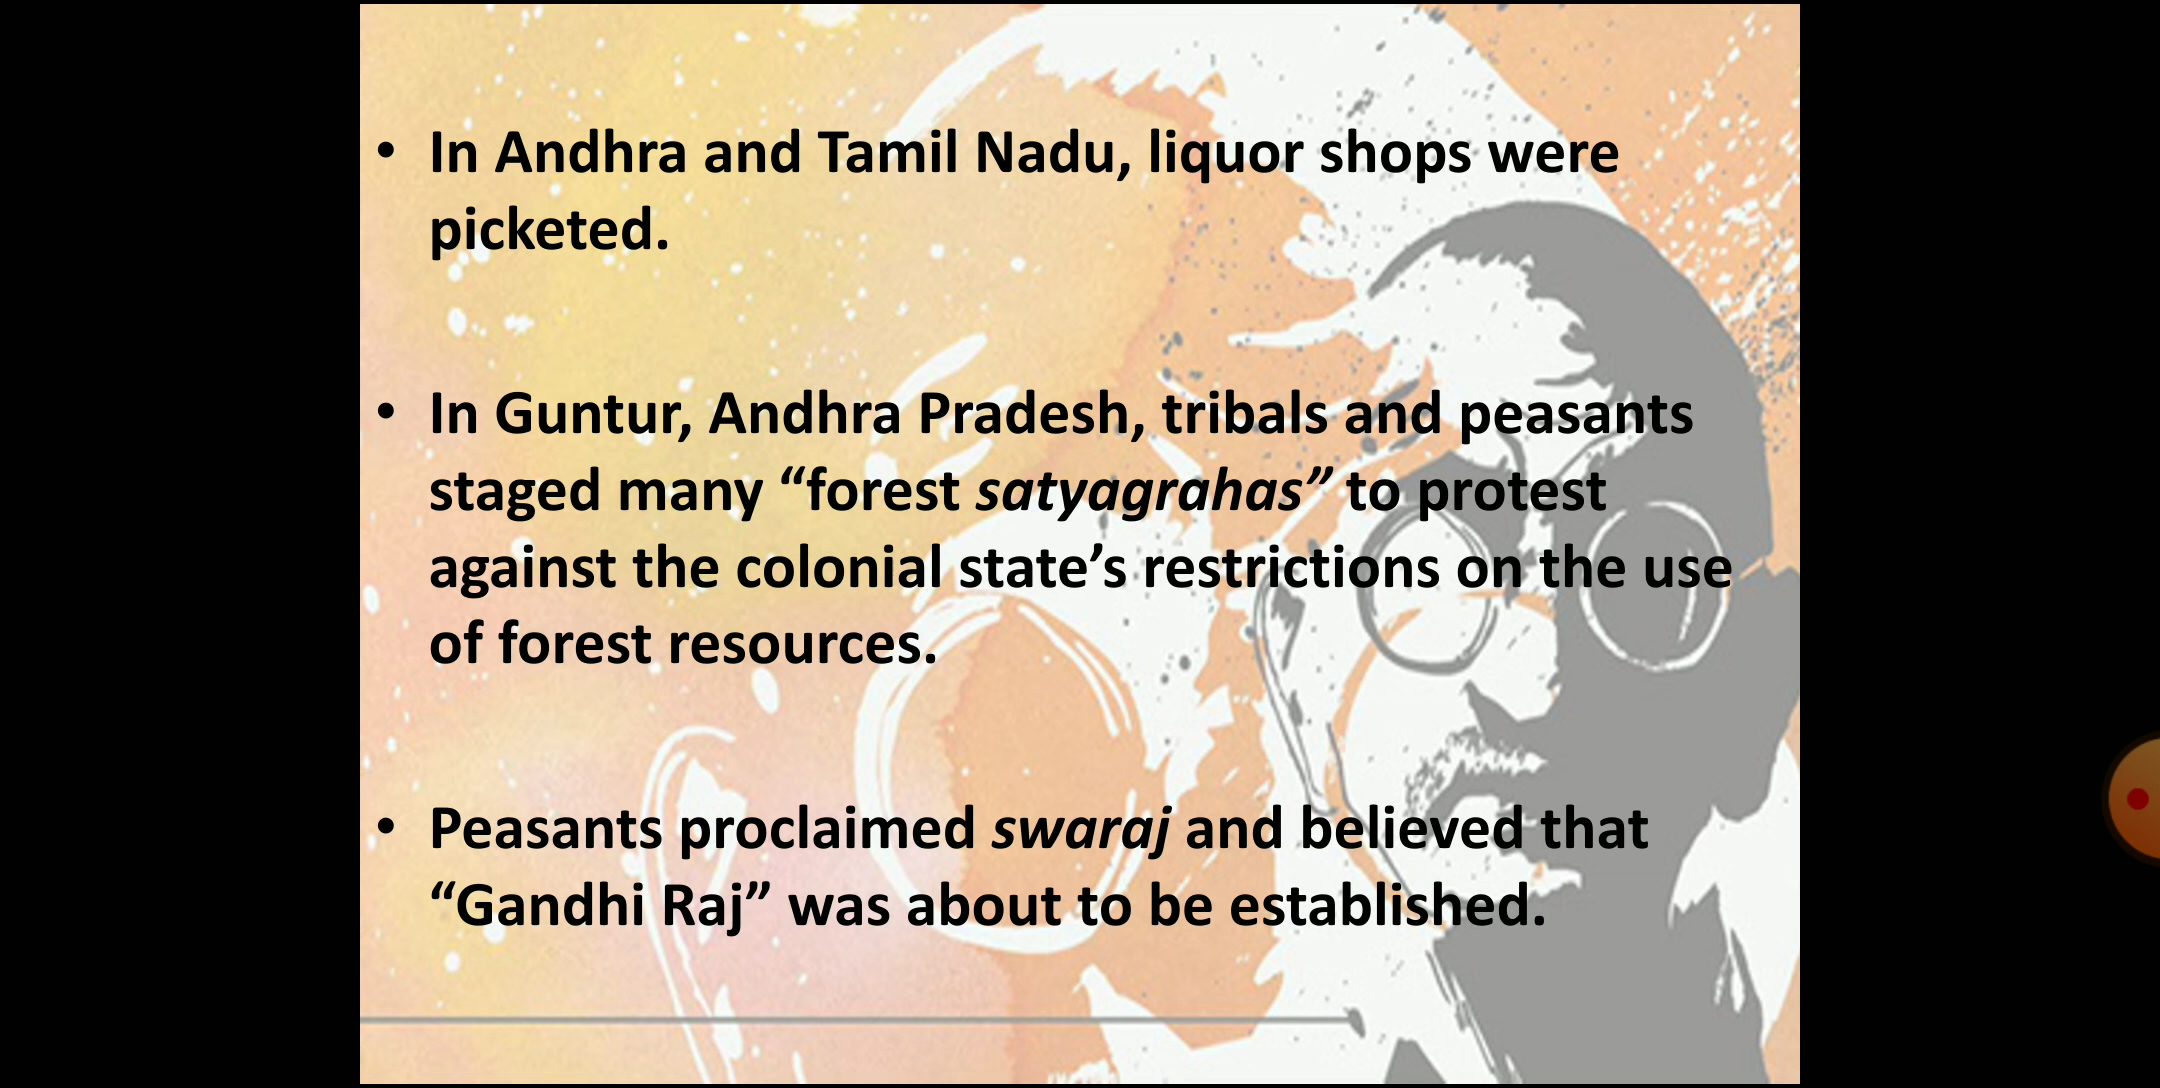 • In Andhra and Tamil Nadu, liquor shops were
picketed.
• In Guntur, Andhra Pradesh, tribals and peasants
staged many “forest satyagrahas” to protest
against the colonial state’s restrictions on the use
of forest resources.
• Peasants proclaimed swaraj and believed that
“Gandhi Raj” was about to be established.